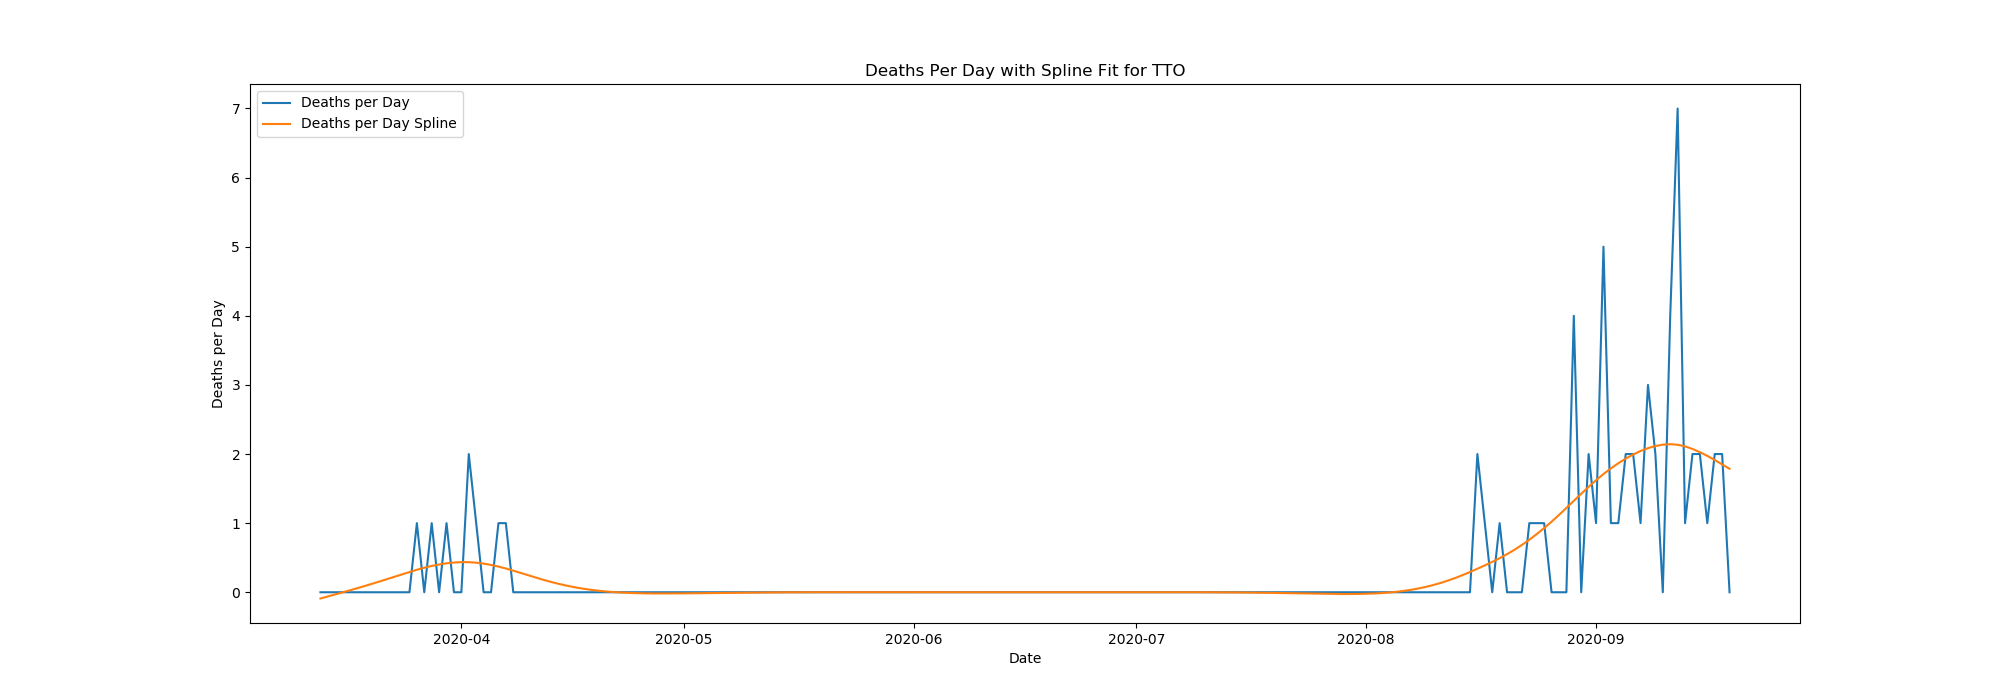 Deaths Per Day with Spline Fit for TTO
Deaths per Day
Deaths per Day Spline
7
6
5
4
3
2
1
0
Deaths per Day
2020-04
2020-05
2020-06
2020-07
2020-08
2020-09
Date